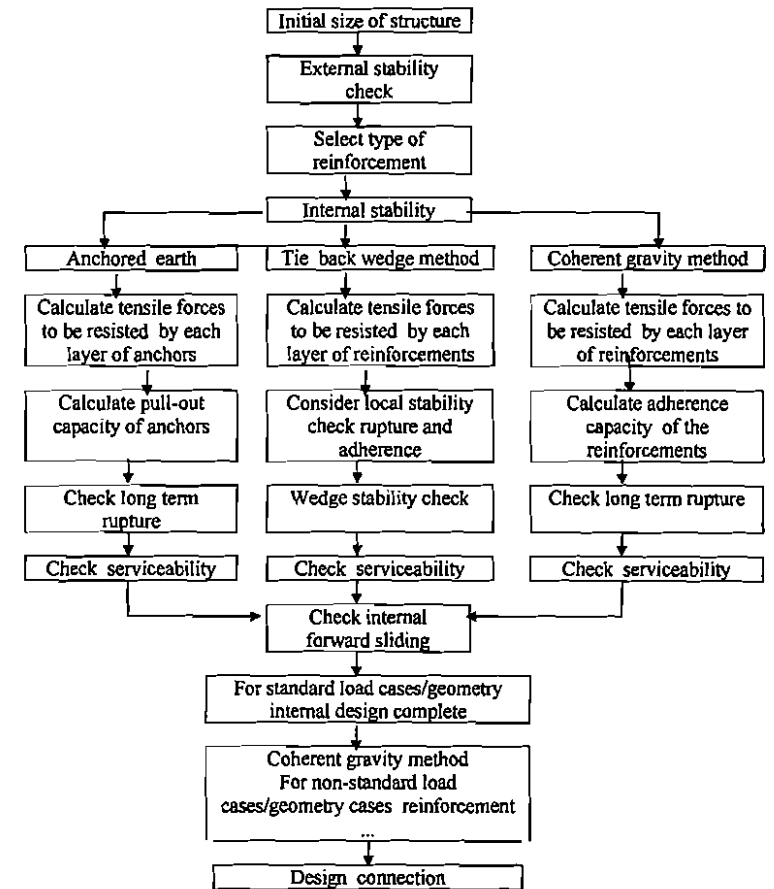 Initial size of structure
External stability
check
Select type of
reinforcement
Internal stability
Anchored earth
Tie back wedge method
Coherent gravity method
Calculate tensile forces
to be resisted by each
layer of anchors
Calculate tensile forces
to be resisted by each
layer of reinforcements
Calculate tensile forces to
be resisted by each layer
of reinforcements
Calculate pull-out
capacity of anchors
Consider local stability
check rupture and
adherence
Calculate adherence
capacity of the
reinforcements
Check long term
rupture
Wedge stability check
Check long term rupture
Check serviceability
Check serviceability
Check serviceability
Check internal
forward sliding
For standard load cases/geometry
internal design complete
Coherent gravity method
For non-standard load
cases/geometry cases reinforcement
...
Design connection